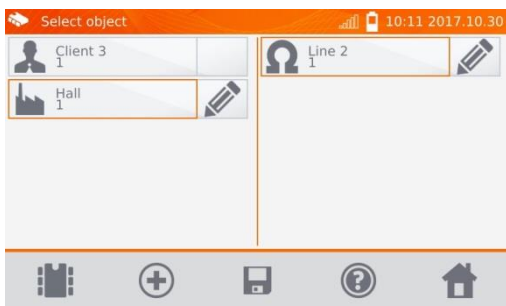 Select object
10:11 2017.10.30
Client 3
1
Hall
1
Line 2
1